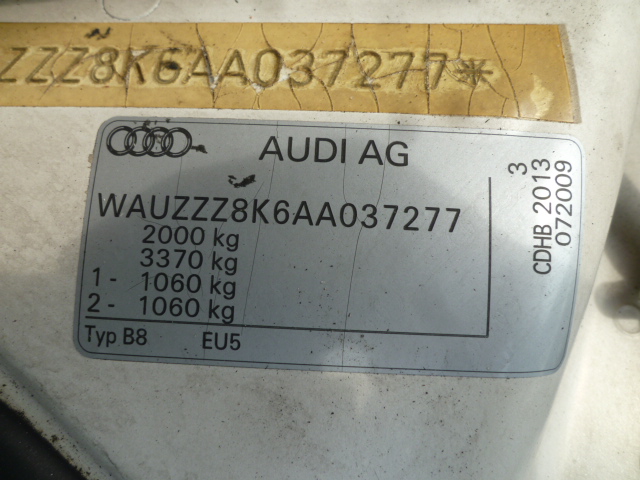 ZZZ8K6AA037277*
AUDI AG
WAUZZZ8K6AA037277
2000 kg
3370 kg
1- 1060 kg
2- 1060 kg
Typ B8 EU5
3
CDHB 2013
072009